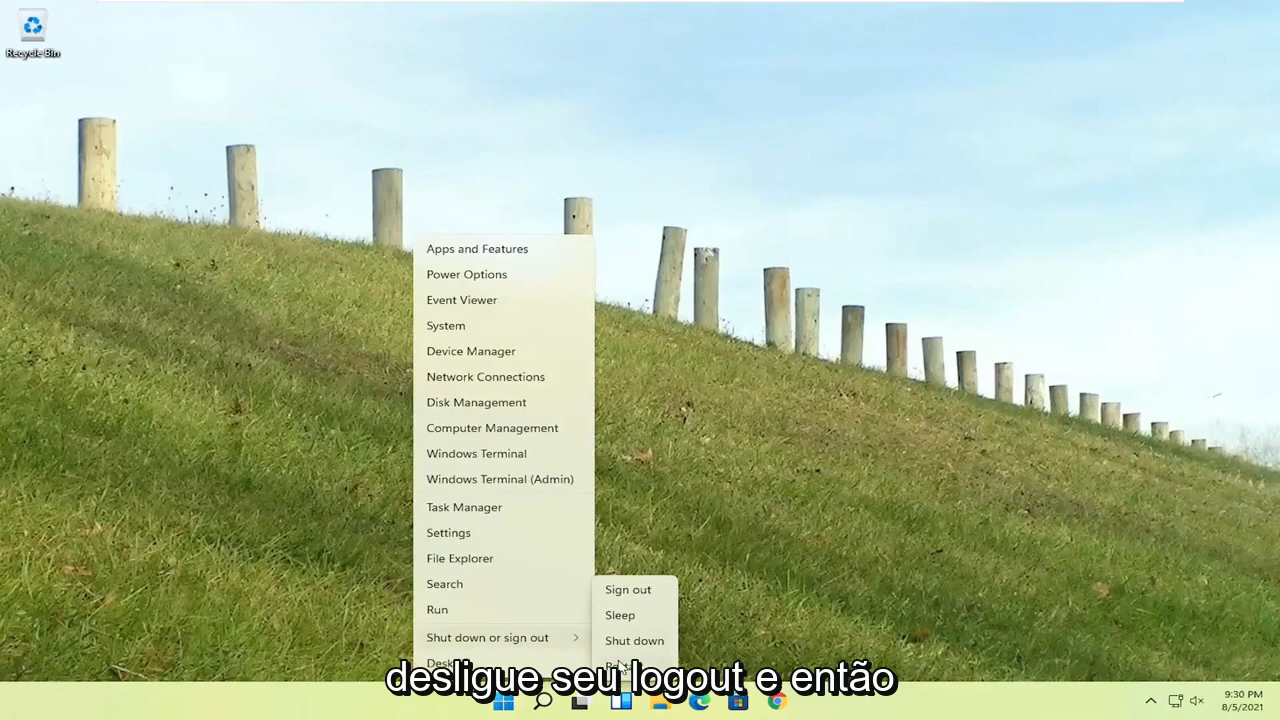 Recycle Bin
Apps and Features
Power Options
Event Viewer
System
Device Manager
Network Connections
Disk Management
Computer Management
Windows Terminal
Windows Terminal (Admin)
Task Manager
Settings
File Explorer
Search
Run
Shut down or sign out
Sign out
Sleep
Shut down
desligue seu logout e então
9:30 PM
8/5/2021